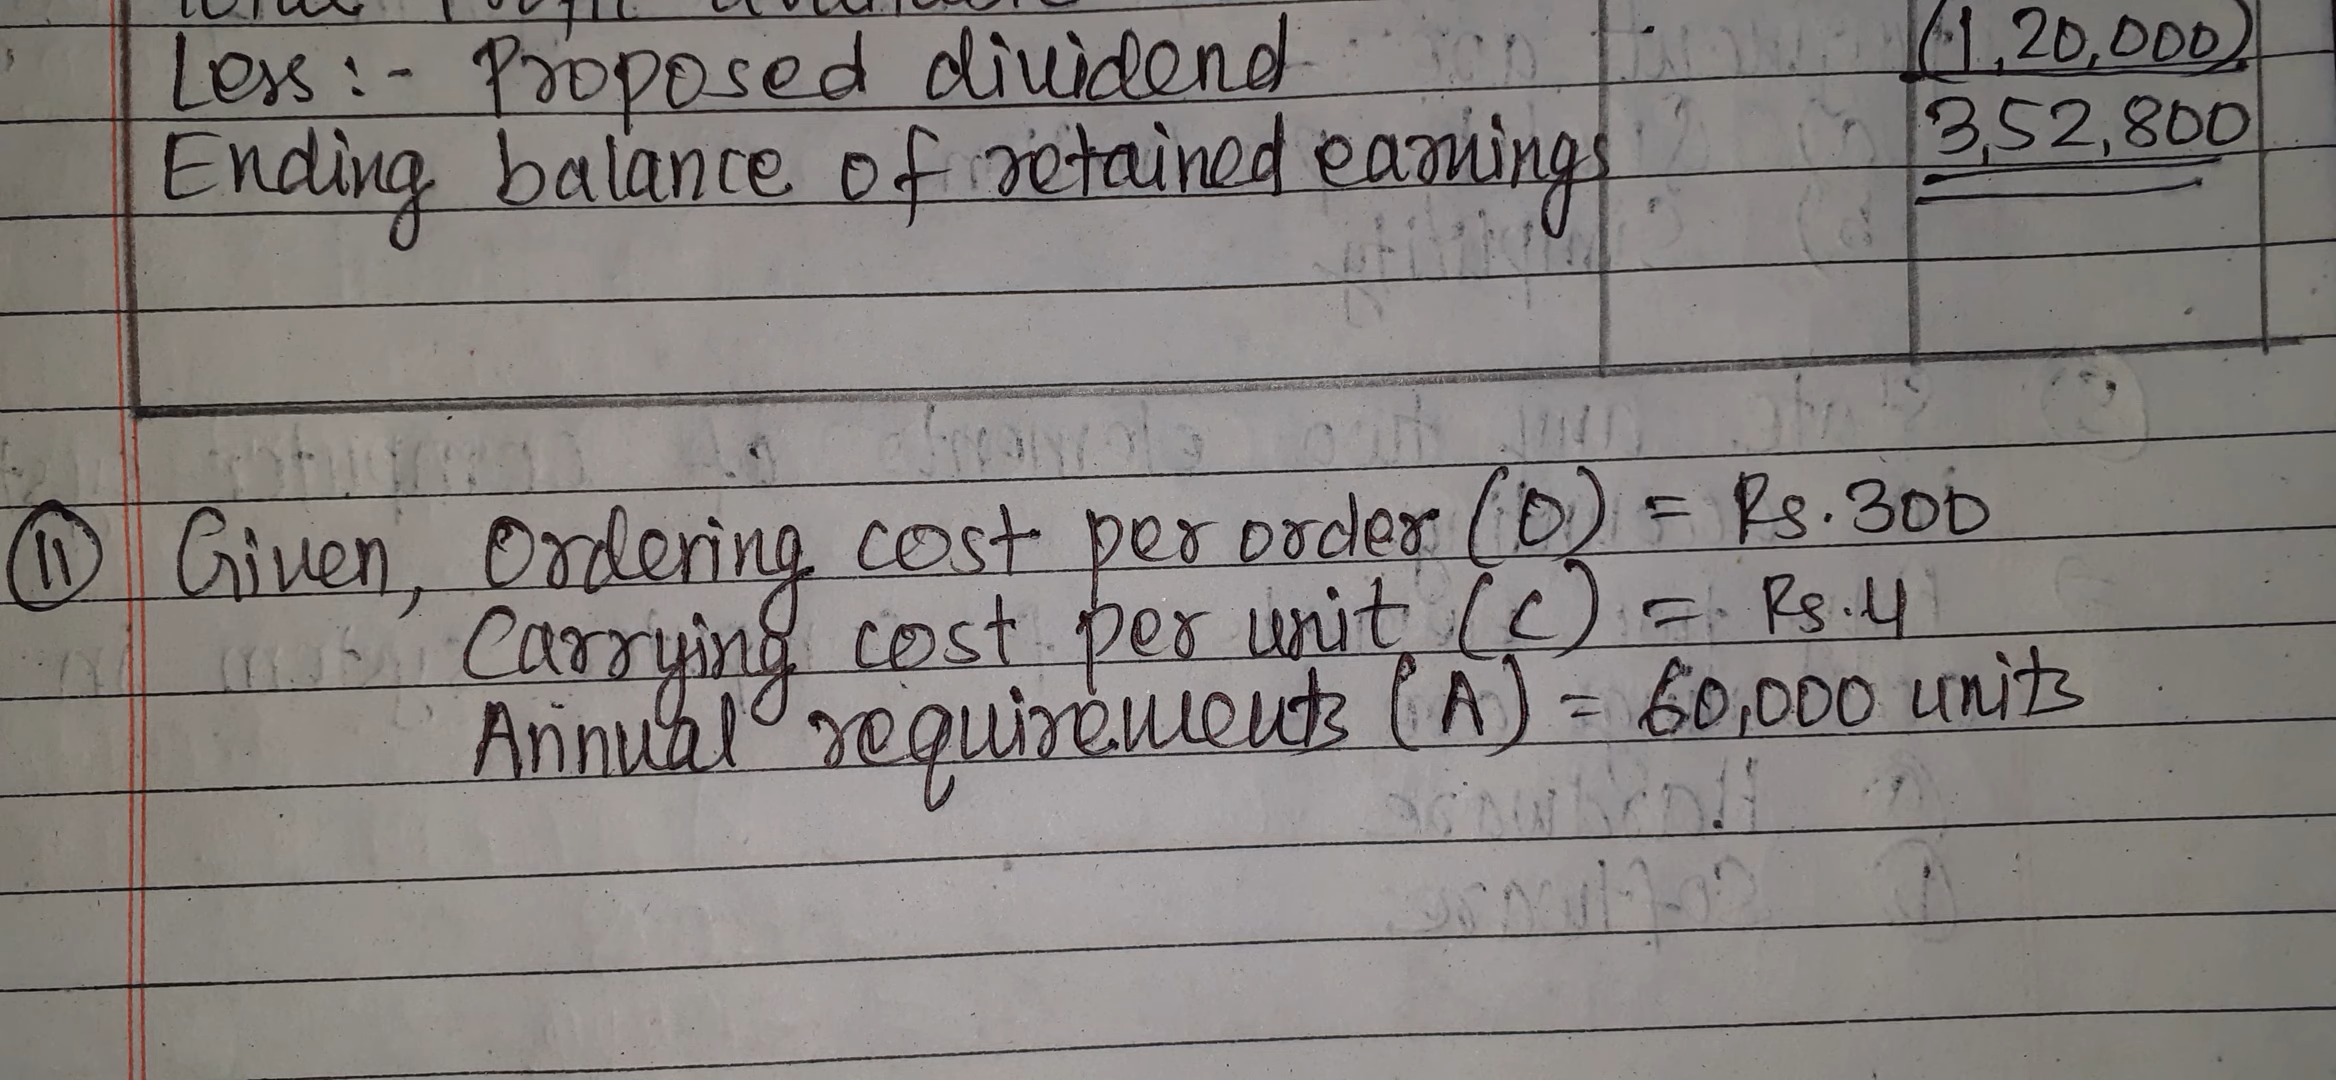 Less :- Proposed dividend (1,20,000)
Ending balance of retained earnings 3,52,800
(11) Given, Ordering cost per order (O) = Rs. 300
Carrying cost per unit (C) = Rs. 4
Annual requirements (A) = 60,000 units